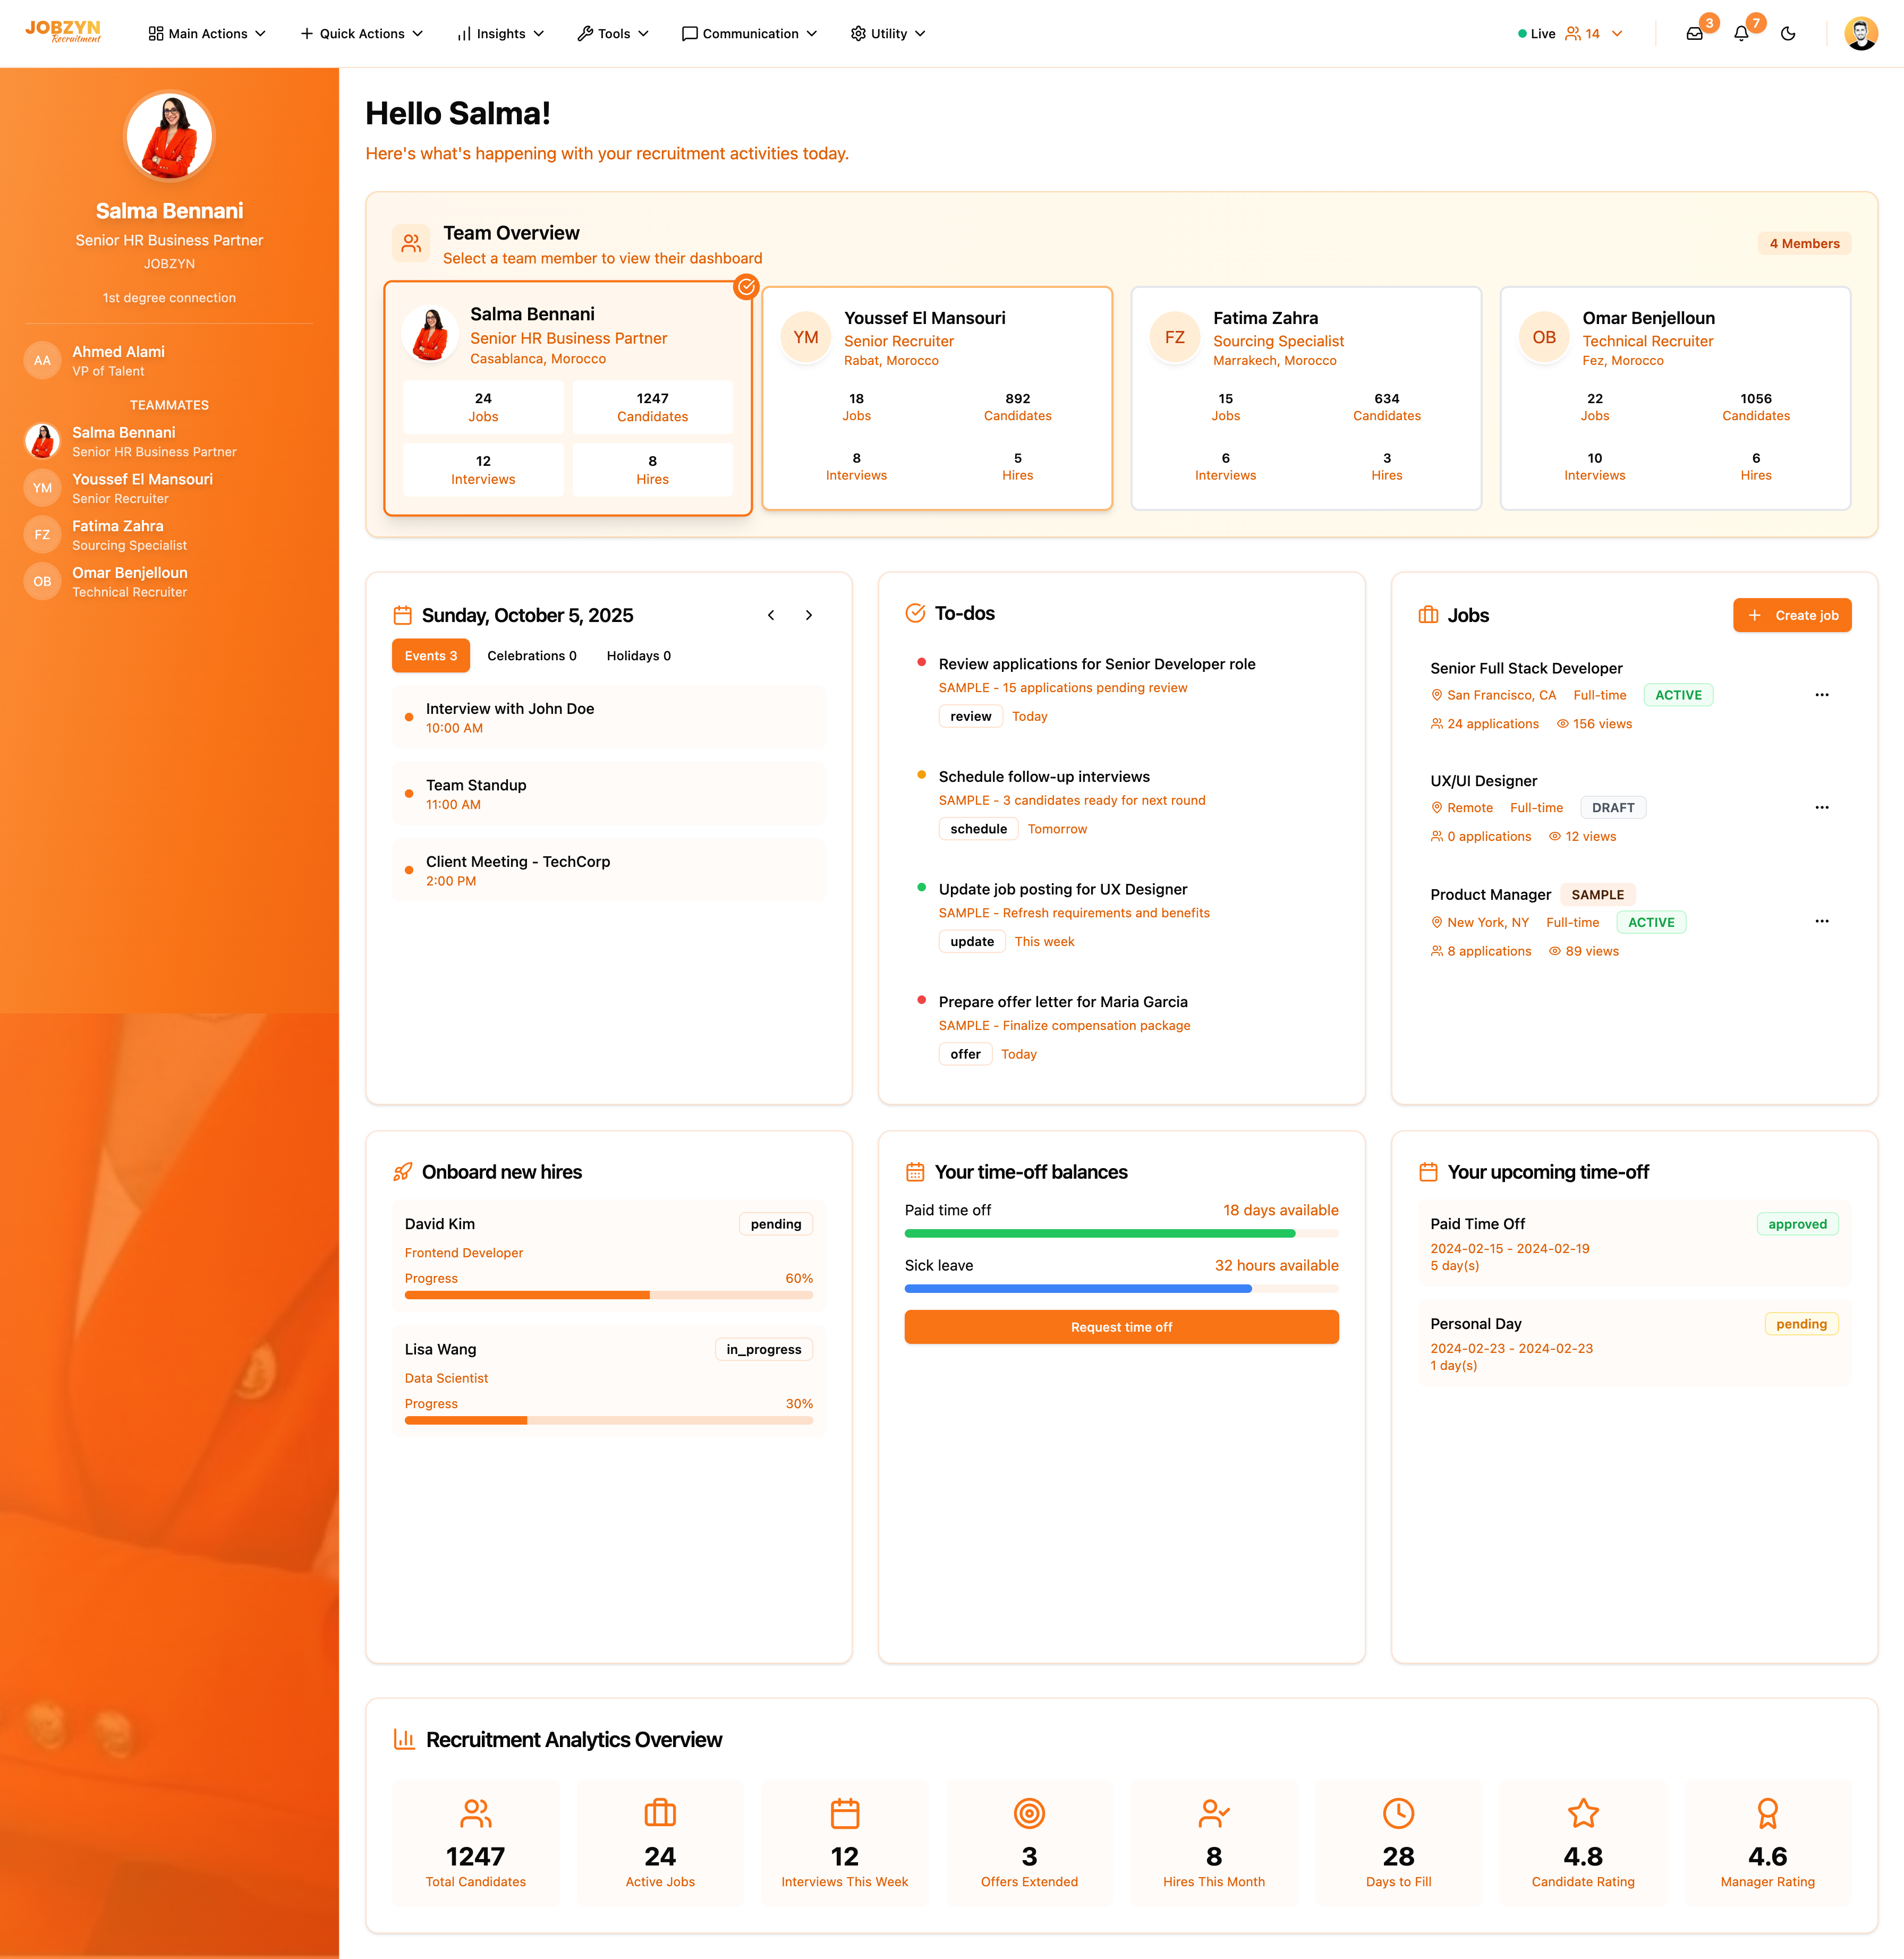 JOBZYN
Recruitment
Main Actions
Quick Actions
Insights
Tools
Communication
Utility
Live 14
3
7
Salma Bennani
Senior HR Business Partner
JOBZYN
1st degree connection
AA
Ahmed Alami
VP of Talent
TEAMMATES
Salma Bennani
Senior HR Business Partner
YM
Youssef El Mansouri
Senior Recruiter
FZ
Fatima Zahra
Sourcing Specialist
OB
Omar Benjelloun
Technical Recruiter
Hello Salma!
Here's what's happening with your recruitment activities today.
Team Overview
Select a team member to view their dashboard
4 Members
Salma Bennani
Senior HR Business Partner
Casablanca, Morocco
24
Jobs
1247
Candidates
12
Interviews
8
Hires
YM
Youssef El Mansouri
Senior Recruiter
Rabat, Morocco
18
Jobs
892
Candidates
8
Interviews
5
Hires
FZ
Fatima Zahra
Sourcing Specialist
Marrakech, Morocco
15
Jobs
634
Candidates
6
Interviews
3
Hires
OB
Omar Benjelloun
Technical Recruiter
Fez, Morocco
22
Jobs
1056
Candidates
10
Interviews
6
Hires
Sunday, October 5, 2025
Events 3
Celebrations 0
Holidays 0
Interview with John Doe
10:00 AM
Team Standup
11:00 AM
Client Meeting - TechCorp
2:00 PM
To-dos
Review applications for Senior Developer role
SAMPLE - 15 applications pending review
review Today
Schedule follow-up interviews
SAMPLE - 3 candidates ready for next round
schedule Tomorrow
Update job posting for UX Designer
SAMPLE - Refresh requirements and benefits
update This week
Prepare offer letter for Maria Garcia
SAMPLE - Finalize compensation package
offer Today
Jobs
Create job
Senior Full Stack Developer
San Francisco, CA Full-time ACTIVE
24 applications 156 views
UX/UI Designer
Remote Full-time DRAFT
0 applications 12 views
Product Manager SAMPLE
New York, NY Full-time ACTIVE
8 applications 89 views
Onboard new hires
David Kim pending
Frontend Developer
Progress 60%
Lisa Wang in_progress
Data Scientist
Progress 30%
Your time-off balances
Paid time off 18 days available
Sick leave 32 hours available
Request time off
Your upcoming time-off
Paid Time Off approved
2024-02-15 - 2024-02-19
5 day(s)
Personal Day pending
2024-02-23 - 2024-02-23
1 day(s)
Recruitment Analytics Overview
1247
Total Candidates
24
Active Jobs
12
Interviews This Week
3
Offers Extended
8
Hires This Month
28
Days to Fill
4.8
Candidate Rating
4.6
Manager Rating